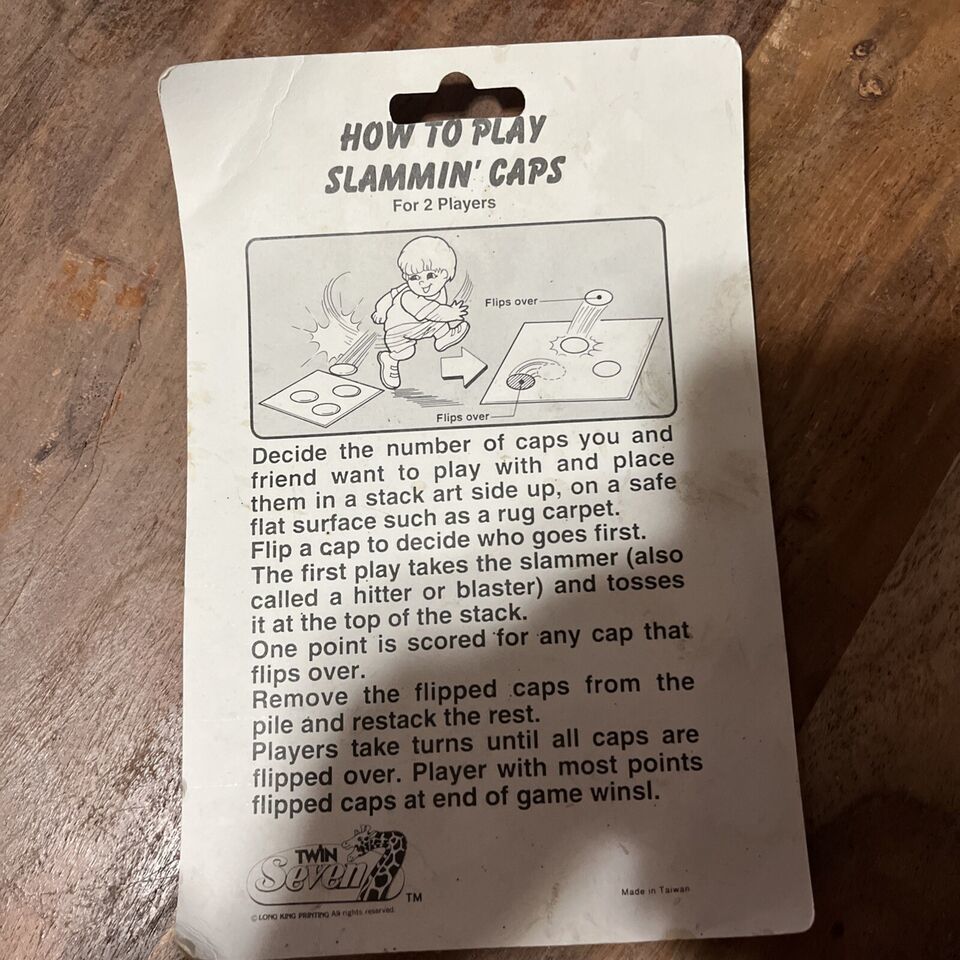 HOW TO PLAY
SLAMMIN' CAPS
For 2 Players
Flips over
Flips over
Decide the number of caps you and
friend want to play with and place
them in a stack art side up, on a safe
flat surface such as a rug carpet.
Flip a cap to decide who goes first.
The first play takes the slammer (also
called a hitter or blaster) and tosses
it at the top of the stack.
One point is scored for any cap that
flips over.
Remove the flipped caps from the
pile and restack the rest.
Players take turns until all caps are
flipped over. Player with most points
flipped caps at end of game winsl.
TWIN
Seven
TM
© LONG KING PRINTING All rights reserved.
Made in Taiwan